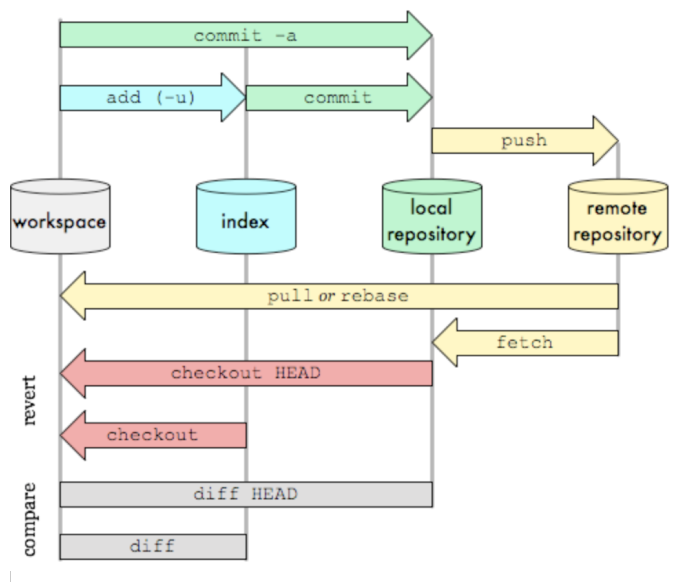 commit -a
add (-u)
commit
push
workspace
index
local
repository
remote
repository
pull or rebase
fetch
revert
checkout HEAD
checkout
compare
diff HEAD
diff